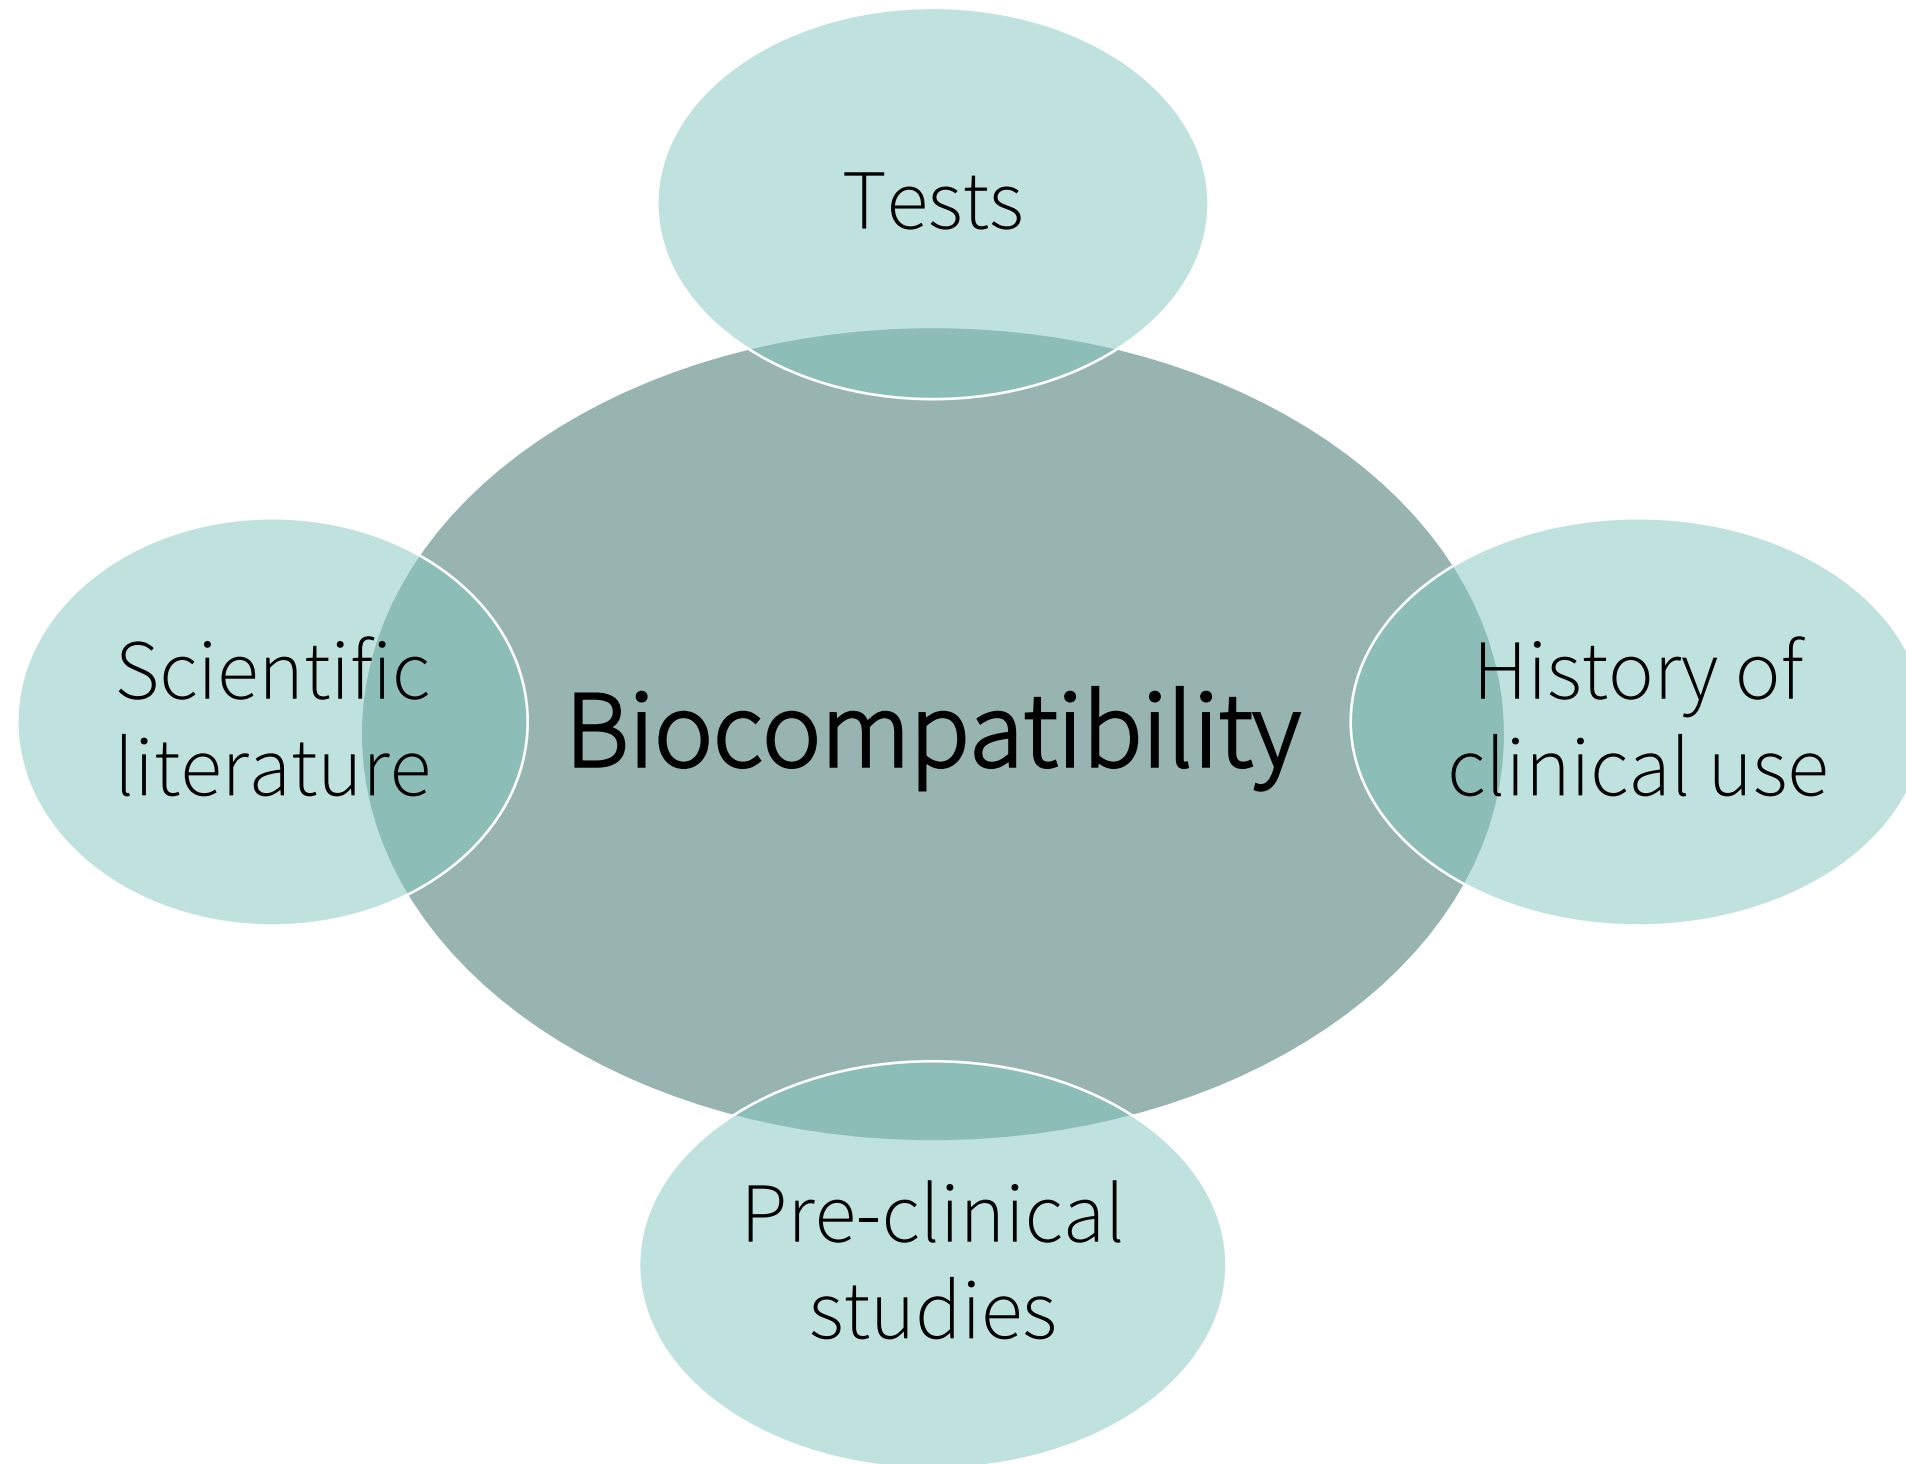 Tests
Scientific
literature
Biocompatibility
History of
clinical use
Pre-clinical
studies